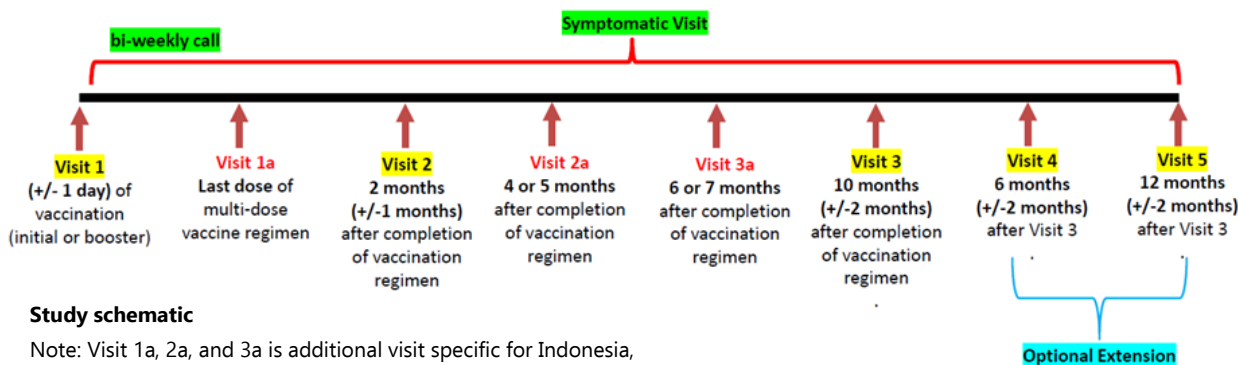 Symptomatic Visit
bi-weekly call
Visit 1
(+/- 1 day) of
vaccination
(initial or booster)
Visit 1a
Last dose of
multi-dose
vaccine regimen
Visit 2
2 months
(+/-1 months)
after completion
of vaccination
regimen
Visit 2a
4 or 5 months
after completion
of vaccination
regimen
Visit 3a
6 or 7 months
after completion
of vaccination
regimen
Visit 3
10 months
(+/-2 months)
after completion
of vaccination
regimen
.
Visit 4
6 months
(+/-2 months)
after Visit 3
.
Visit 5
12 months
(+/-2 months)
after Visit 3
.
Optional Extension
Study schematic
Note: Visit 1a, 2a, and 3a is additional visit specific for Indonesia,